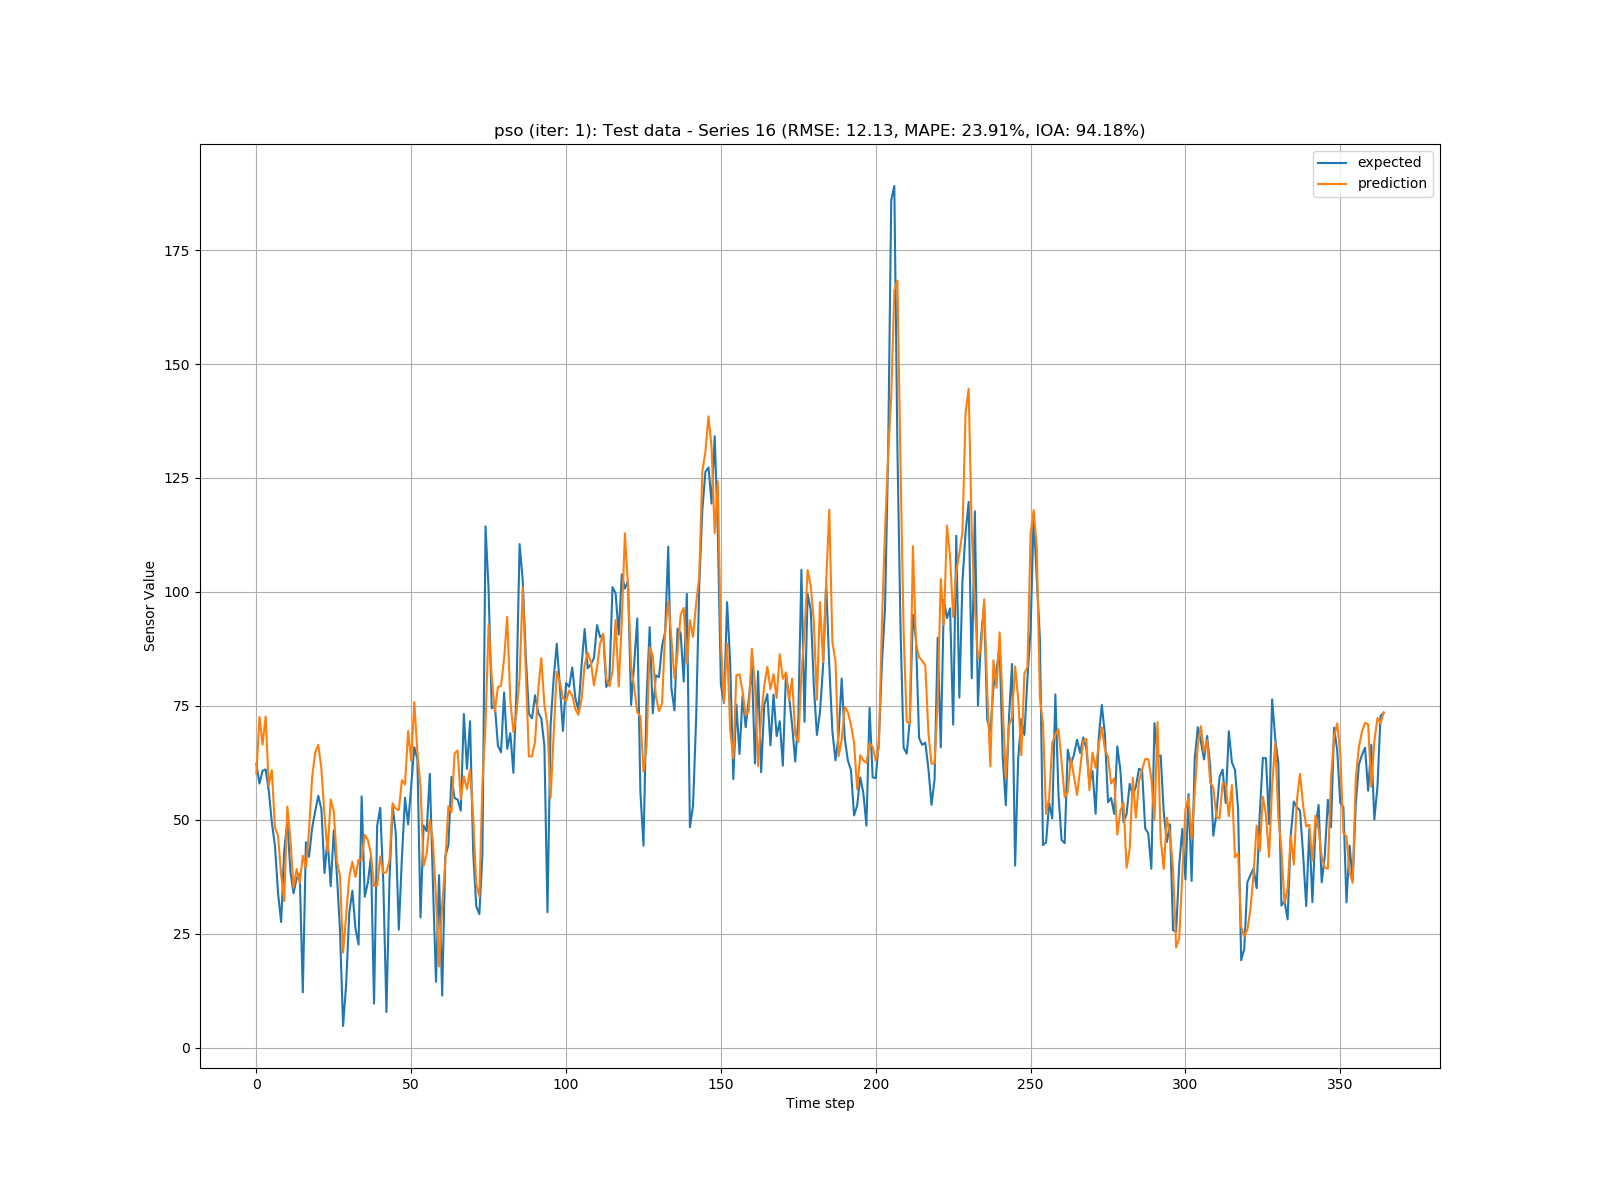 pso (iter: 1): Test data - Series 16 (RMSE: 12.13, MAPE: 23.91%, IOA: 94.18%)
expected
prediction
175
150
125
100
75
50
25
0
Sensor Value
0 50 100 150 200 250 300 350
Time step